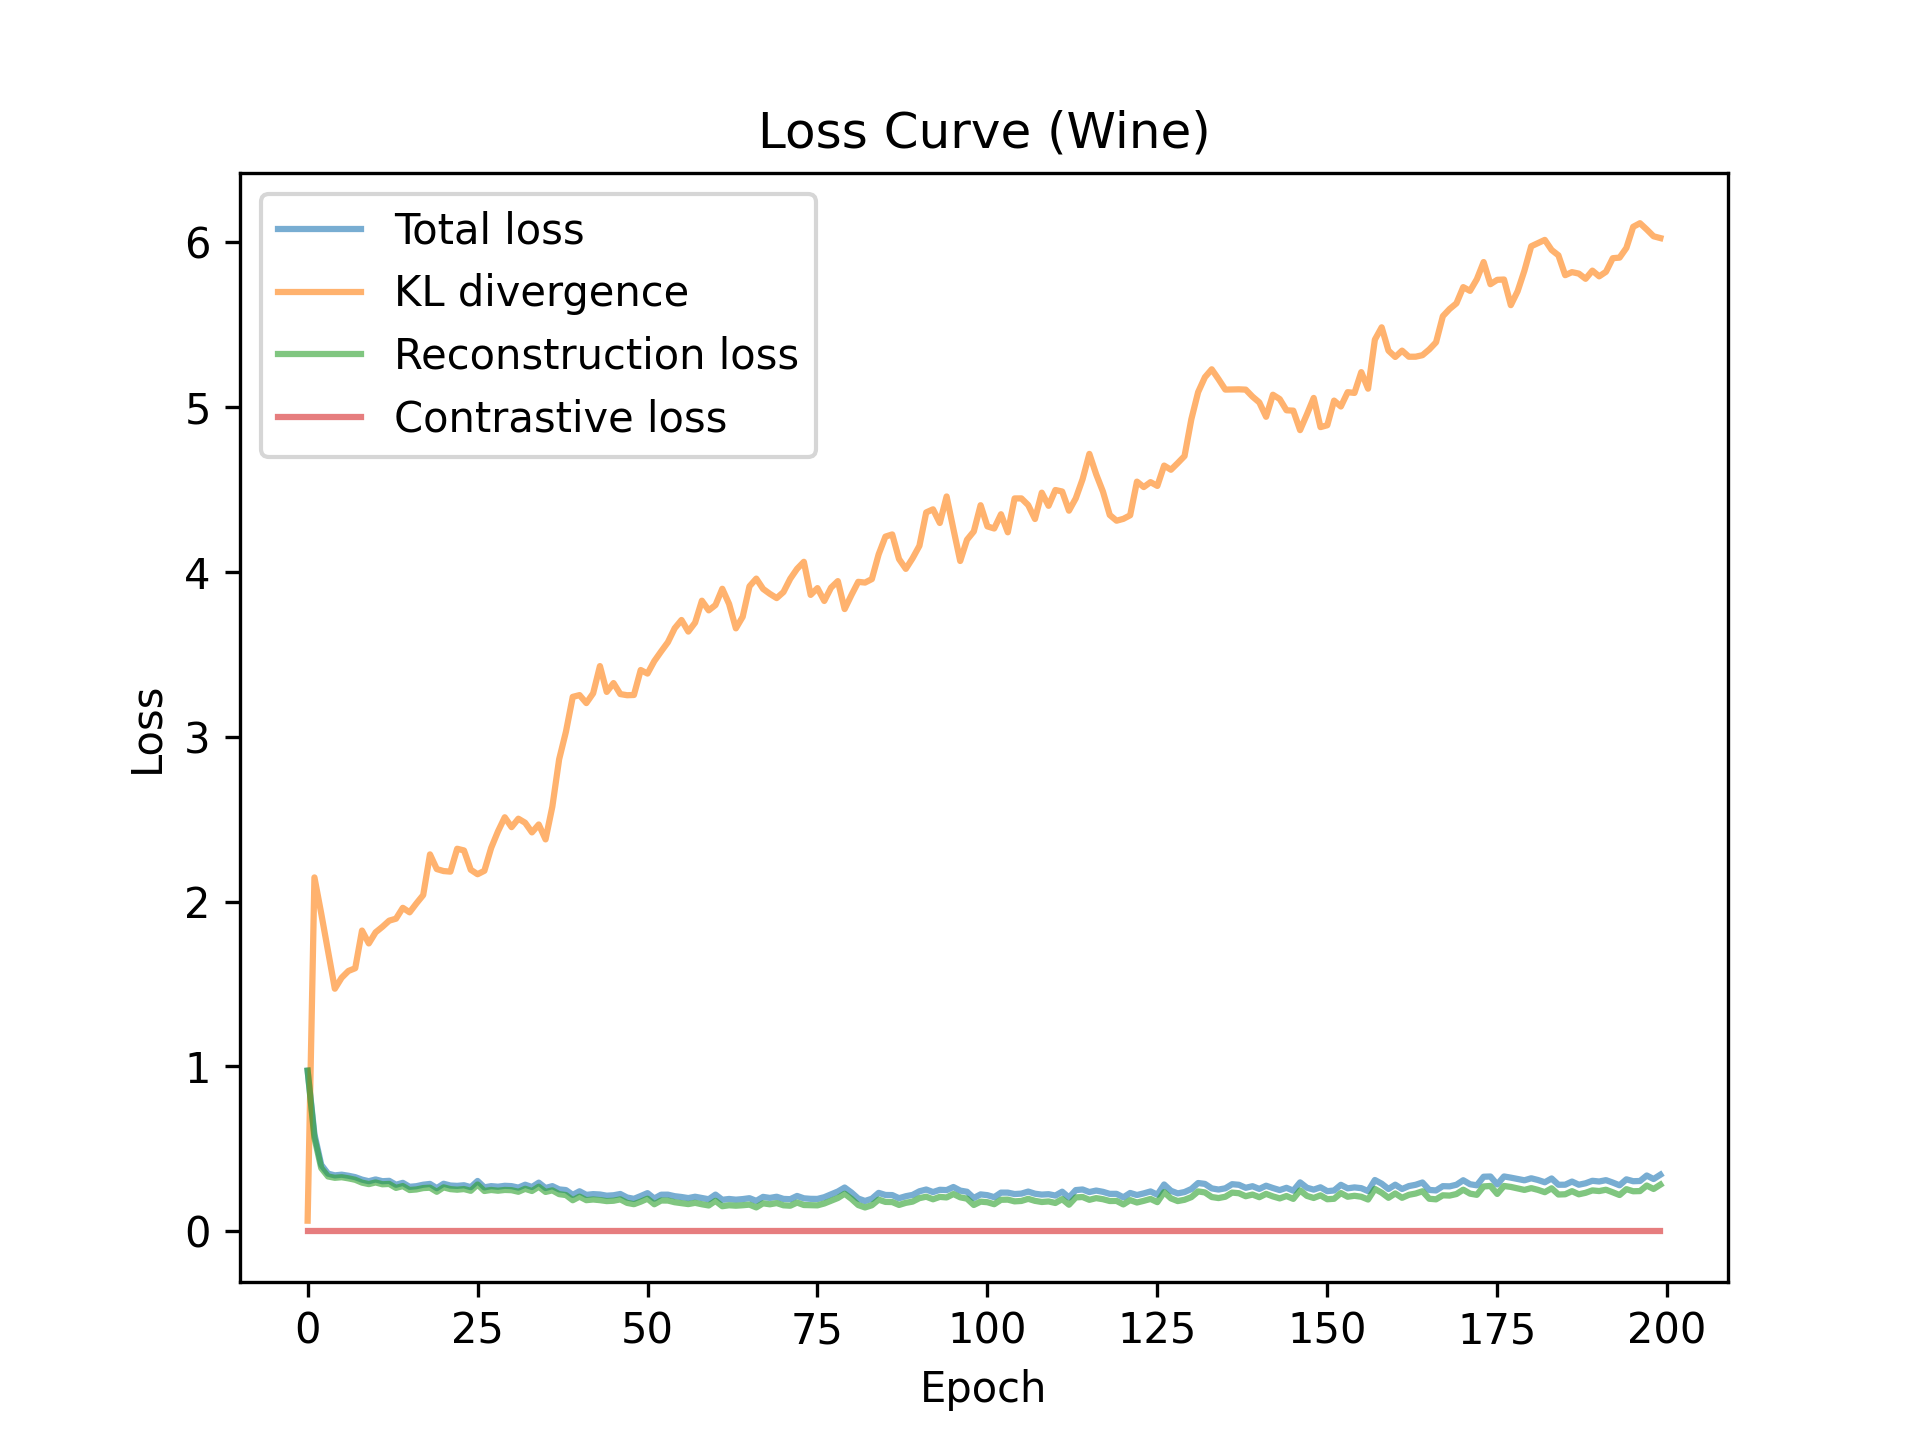 Loss Curve (Wine)
Total loss
KL divergence
Reconstruction loss
Contrastive loss
Loss
6
5
4
3
2
1
0
0 25 50 75 100 125 150 175 200
Epoch